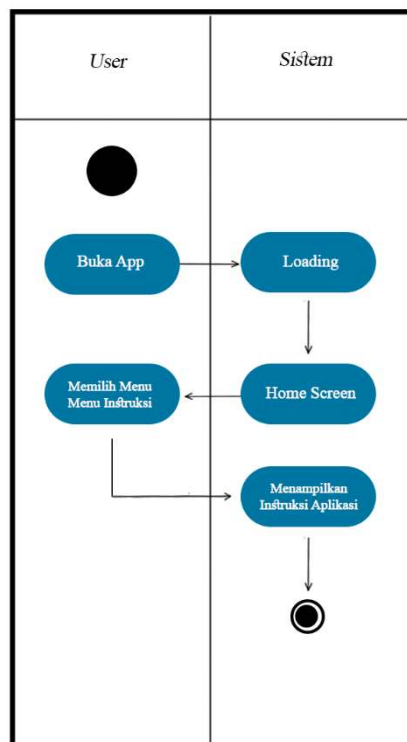 User
Sistem
Buka App
Loading
Memilih Menu
Menu Instruksi
Home Screen
Menampilkan
Instruksi Aplikasi